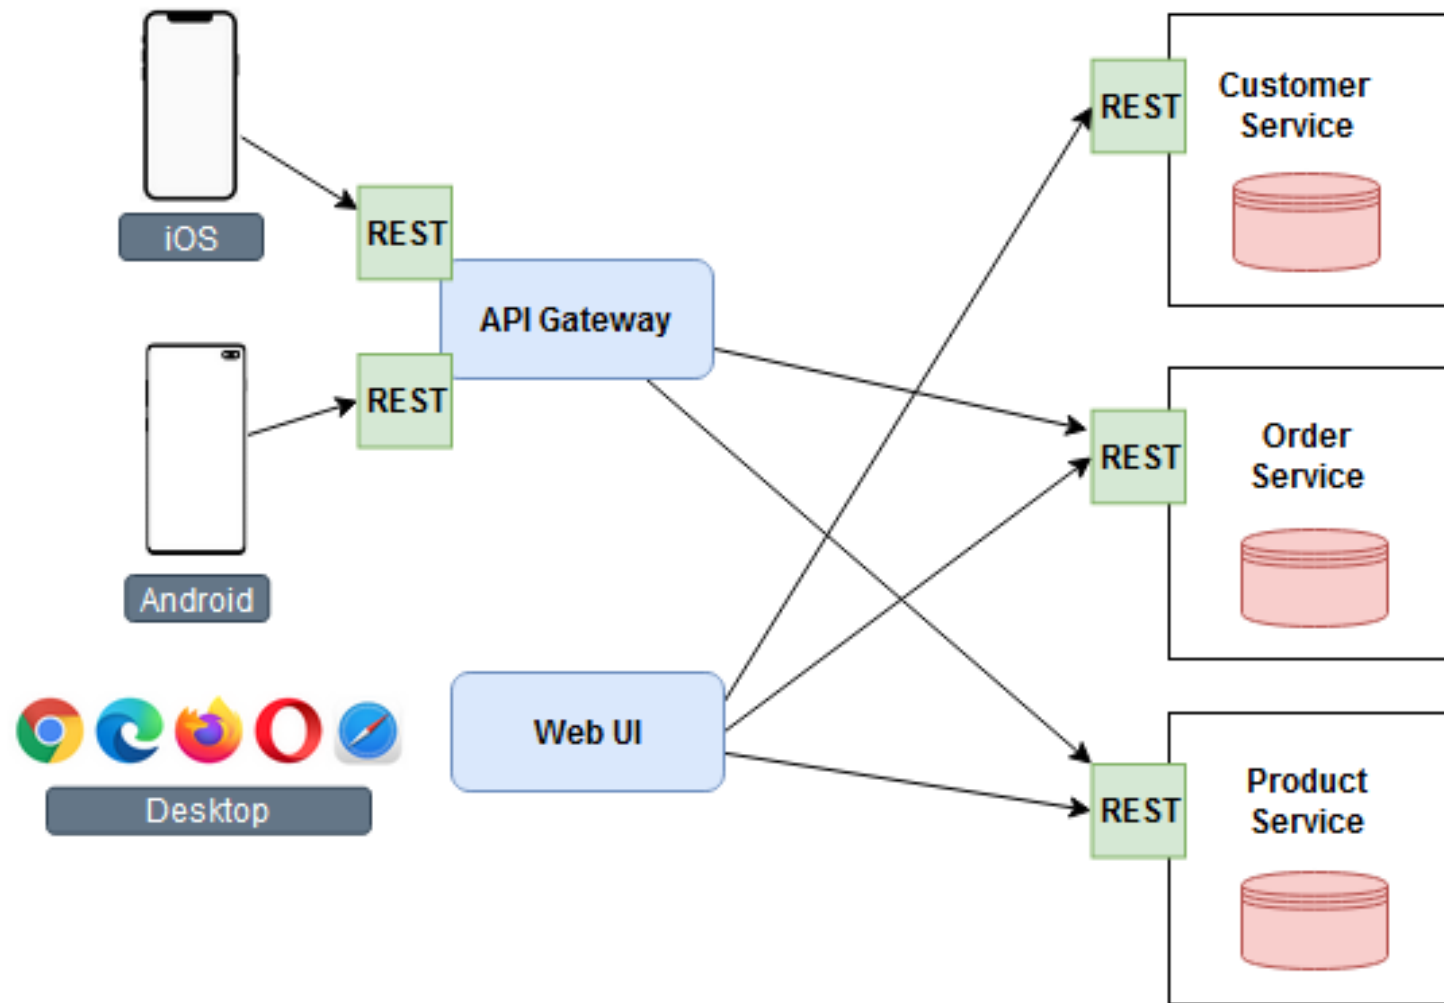 iOS
REST
API Gateway
REST
Android
Web UI
Desktop
REST
Customer
Service
REST
Order
Service
REST
Product
Service